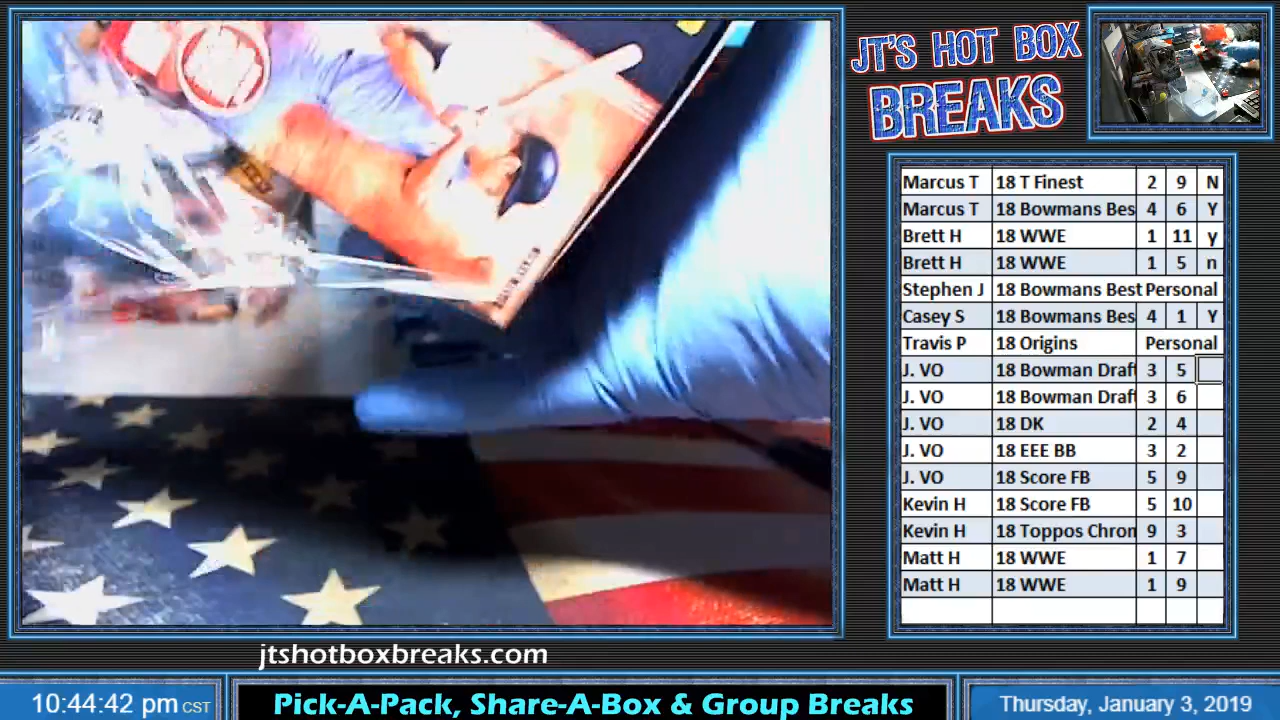 JT'S HOT BOX
BREAKS
Marcus T 18 T Finest 2 9 N
Marcus T 18 Bowmans Bes 4 6 Y
Brett H 18 WWE 1 11 y
Brett H 18 WWE 1 5 n
Stephen J 18 Bowmans Best Personal
Casey S 18 Bowmans Bes 4 1 Y
Travis P 18 Origins Personal
J. VO 18 Bowman Draft 3 5
J. VO 18 Bowman Draft 3 6
J. VO 18 DK 2 4
J. VO 18 EEE BB 3 2
J. VO 18 Score FB 5 9
Kevin H 18 Score FB 5 10
Kevin H 18 Toppos Chrom 9 3
Matt H 18 WWE 1 7
Matt H 18 WWE 1 9
jtshotboxbreaks.com
10:44:42 pm CST
Pick-A-Pack, Share-A-Box & Group Breaks
Thursday, January 3, 2019